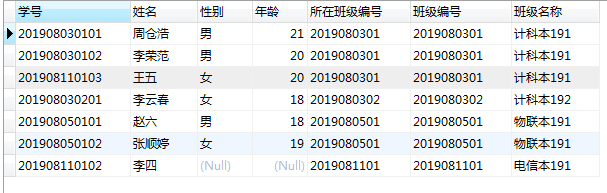 学号 姓名 性别 年龄 所在班级编号 班级编号 班级名称
201908030101 周仓浩 男 21 2019080301 2019080301 计科本191
201908030102 李荣范 男 20 2019080301 2019080301 计科本191
201908110103 王五 女 20 2019080301 2019080301 计科本191
201908030201 李云春 女 18 2019080302 2019080302 计科本192
201908050101 赵六 男 18 2019080501 2019080501 物联本191
201908050102 张顺婷 女 19 2019080501 2019080501 物联本191
201908110102 李四 (Null) (Null) 2019081101 2019081101 电信本191